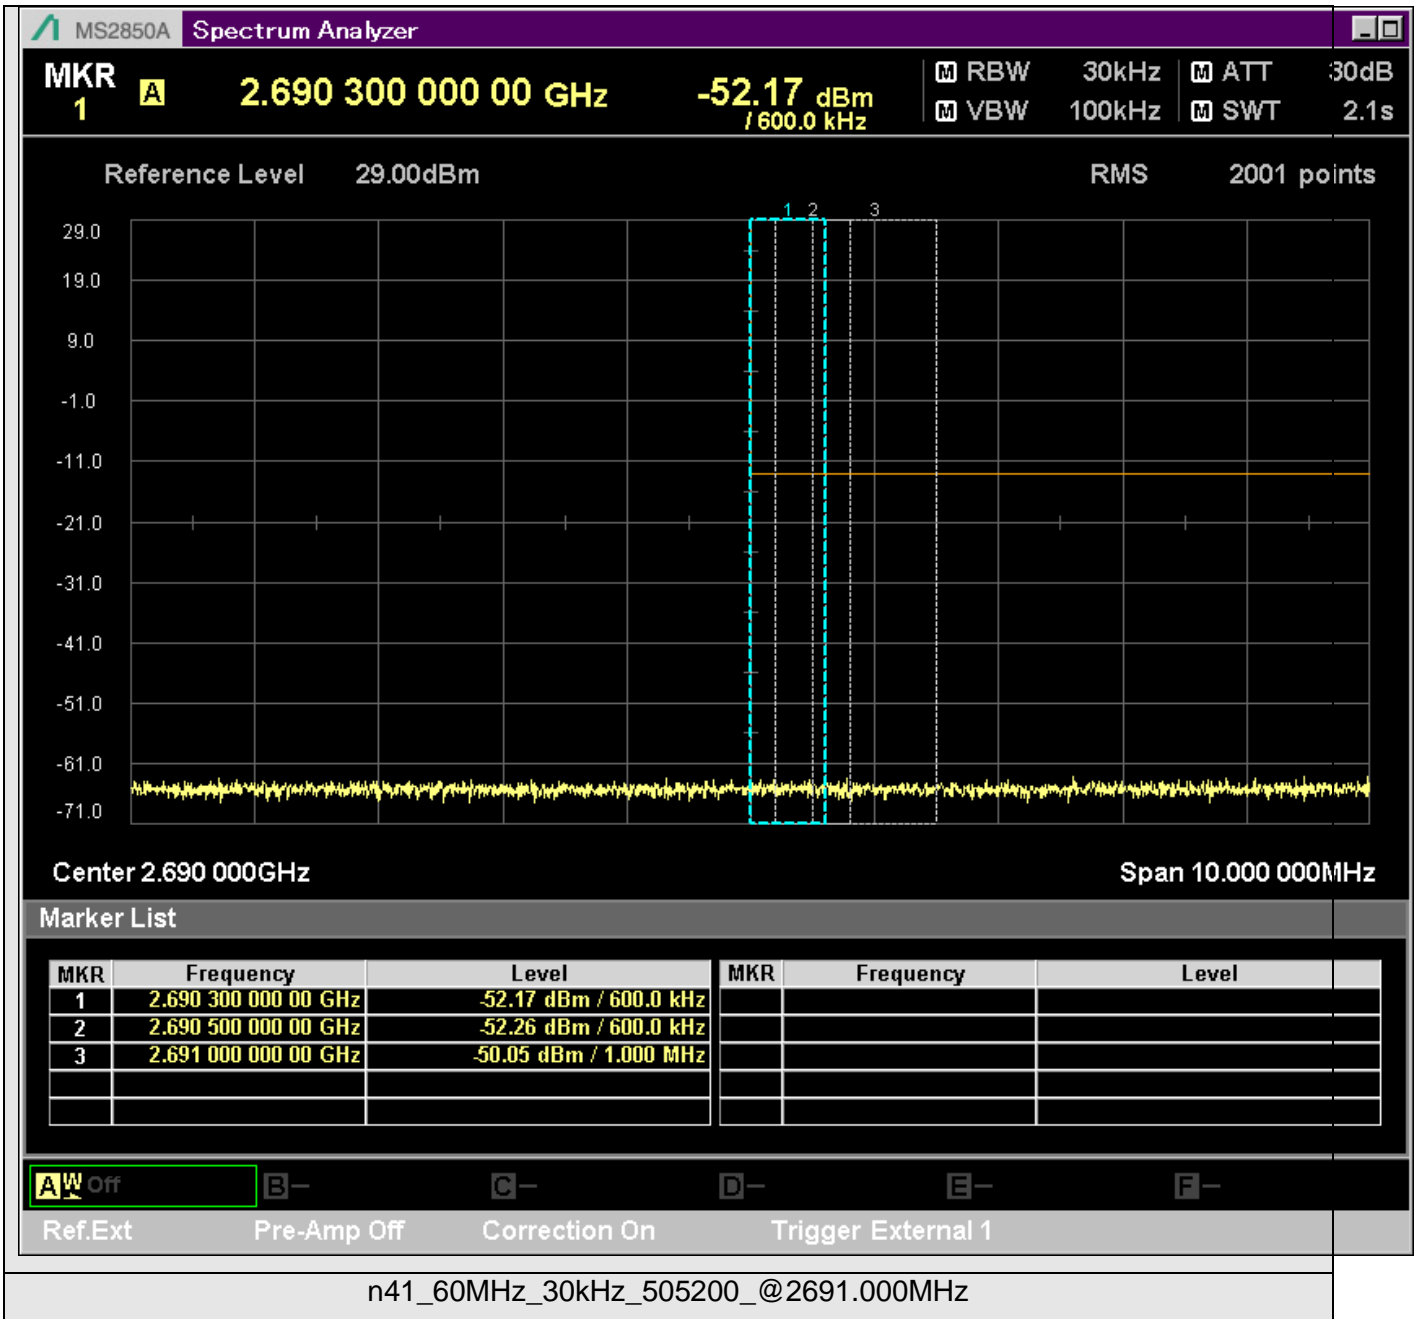 MS2850A Spectrum Analyzer
MKR 1 A 2.690 300 000 00 GHz -52.17 dBm / 600.0 kHz
M RBW 30kHz M ATT 30dB
M VBW 100kHz M SWT 2.1s
Reference Level 29.00dBm RMS 2001 points
1 2 3
29.0
19.0
9.0
-1.0
-11.0
-21.0
-31.0
-41.0
-51.0
-61.0
-71.0
Center 2.690 000GHz Span 10.000 000MHz
Marker List
MKR Frequency Level MKR Frequency Level
1 2.690 300 000 00 GHz -52.17 dBm / 600.0 kHz
2 2.690 500 000 00 GHz -52.26 dBm / 600.0 kHz
3 2.691 000 000 00 GHz -50.05 dBm / 1.000 MHz
A W Off B - C - D - E - F -
Ref.Ext Pre-Amp Off Correction On Trigger External 1
n41_60MHz_30kHz_505200_@2691.000MHz